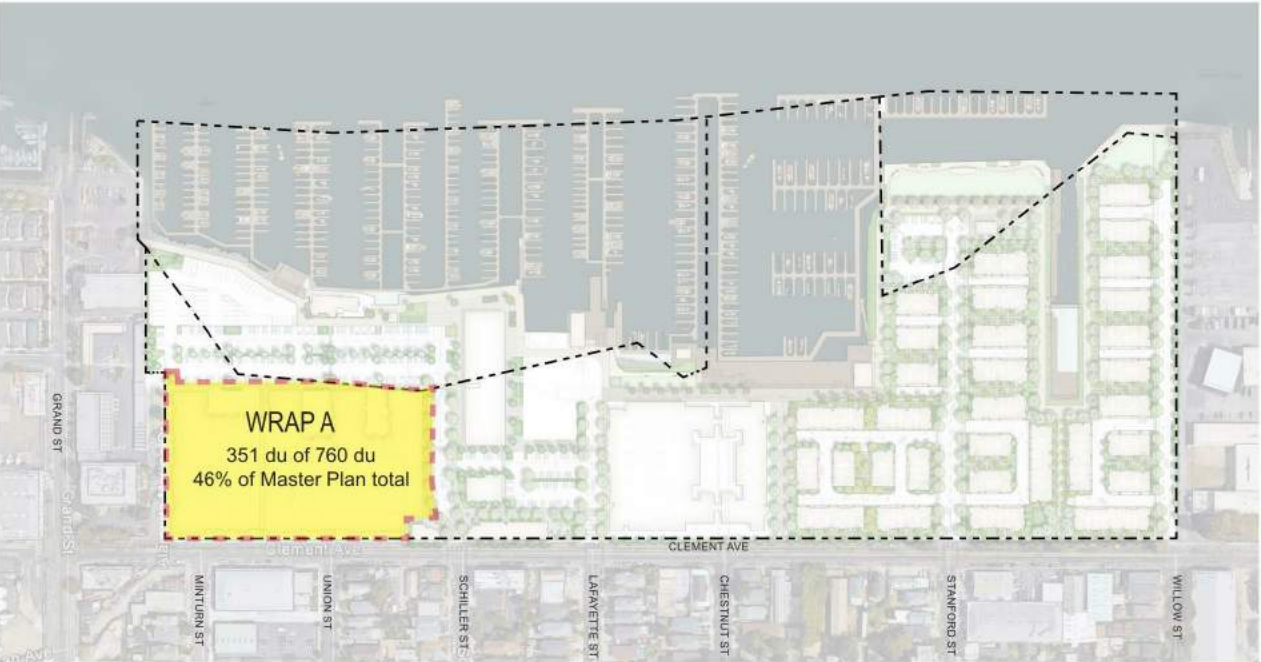 WRAP A
351 du of 760 du
46% of Master Plan total
GRAND ST
Grand St
Clement Ave
CLEMENT AVE
MINTURN ST
UNION ST
SCHILLER ST
LAFAYETTE ST
CHESTNUT ST
STANFORD ST
WILLOW ST